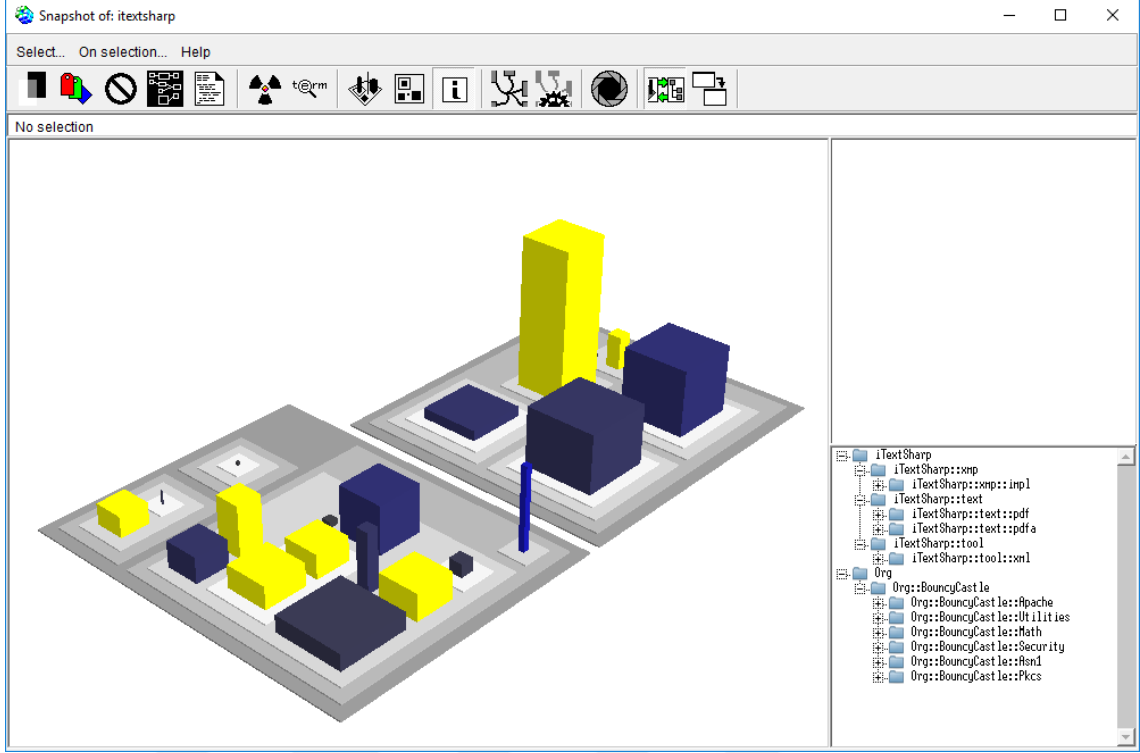 Snapshot of: itextsharp
Select... On selection... Help
t@rm
i
No selection
iTextSharp
iTextSharp::xmp
iTextSharp::xmp::impl
iTextSharp::text
iTextSharp::text::pdf
iTextSharp::text::pdfa
iTextSharp::tool
iTextSharp::tool::xml
Org
Org::BouncyCastle
Org::BouncyCastle::Apache
Org::BouncyCastle::Utilities
Org::BouncyCastle::Math
Org::BouncyCastle::Security
Org::BouncyCastle::Asn1
Org::BouncyCastle::Pkcs